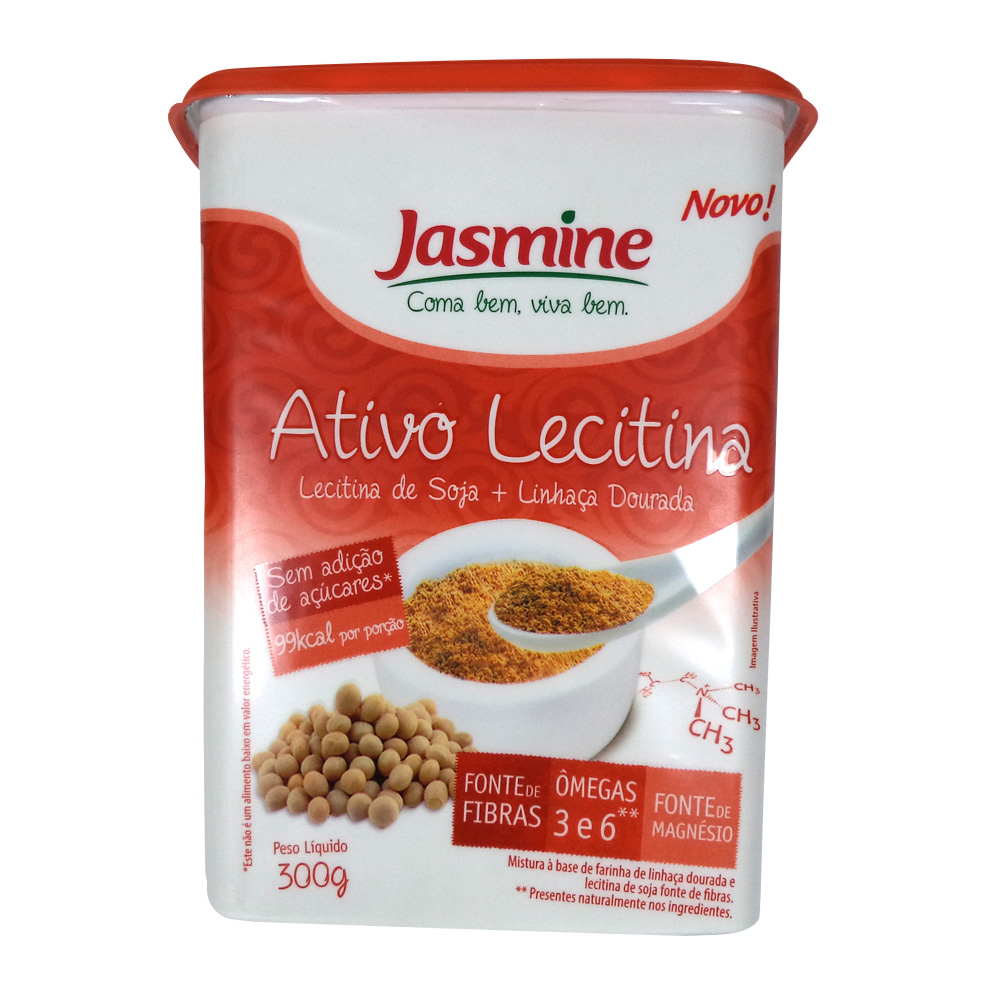 Novo!
Jasmine
Coma bem, viva bem.
Ativo Lecitina
Lecitina de Soja + Linhaça Dourada
Sem adição
de açúcares*
99kcal por porção
Imagem Ilustrativa
*Este não é um alimento baixo em valor energético.
CH3
CH3
CH3
FONTE DE
FIBRAS
ÔMEGAS
3 e 6**
FONTE DE
MAGNÉSIO
Peso Líquido
300g
Mistura à base de farinha de linhaça dourada e
lecitina de soja fonte de fibras.
** Presentes naturalmente nos ingredientes.